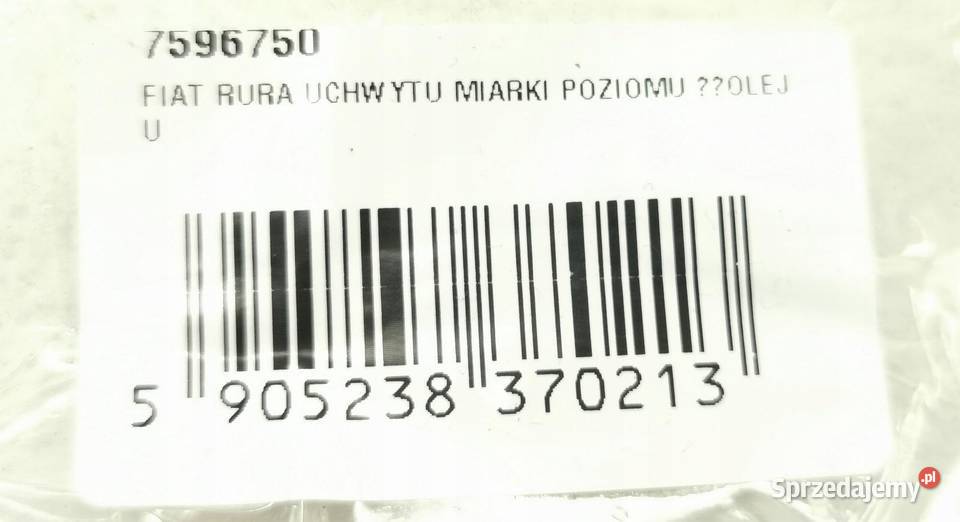 7596750
FIAT RURA UCHWYTU MIARKI POZIOMU ??OLEJ
U
5 905238 370213
Sprzedajemy.pl